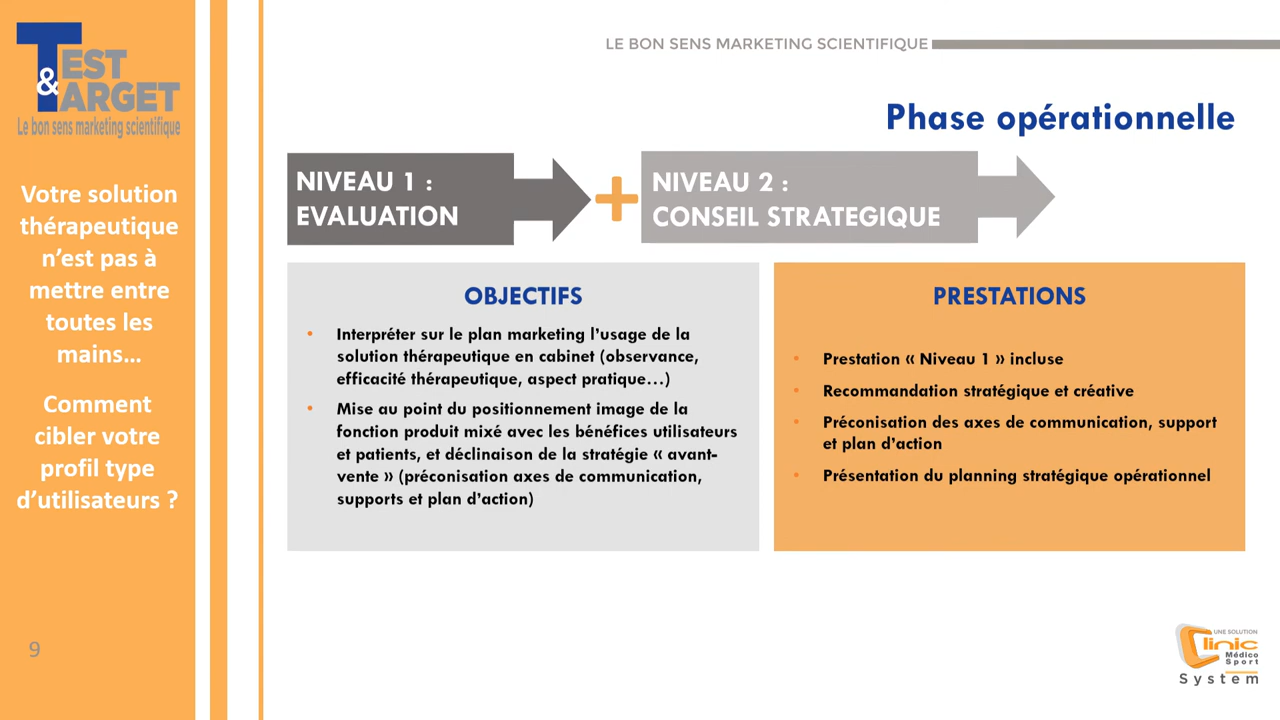 TEST
& TARGET
Le bon sens marketing scientifique
Votre solution
thérapeutique
n’est pas à
mettre entre
toutes les
mains…
Comment
cibler votre
profil type
d’utilisateurs ?
9
LE BON SENS MARKETING SCIENTIFIQUE
Phase opérationnelle
NIVEAU 1 :
EVALUATION
+
NIVEAU 2 :
CONSEIL STRATEGIQUE
OBJECTIFS
• Interpréter sur le plan marketing l’usage de la
solution thérapeutique en cabinet (observance,
efficacité thérapeutique, aspect pratique…)
• Mise au point du positionnement image de la
fonction produit mixé avec les bénéfices utilisateurs
et patients, et déclinaison de la stratégie « avant-
vente » (préconisation axes de communication,
supports et plan d’action)
PRESTATIONS
• Prestation « Niveau 1 » incluse
• Recommandation stratégique et créative
• Préconisation des axes de communication, support
et plan d’action
• Présentation du planning stratégique opérationnel
UNE SOLUTION
Clinic
Médico
Sport
System